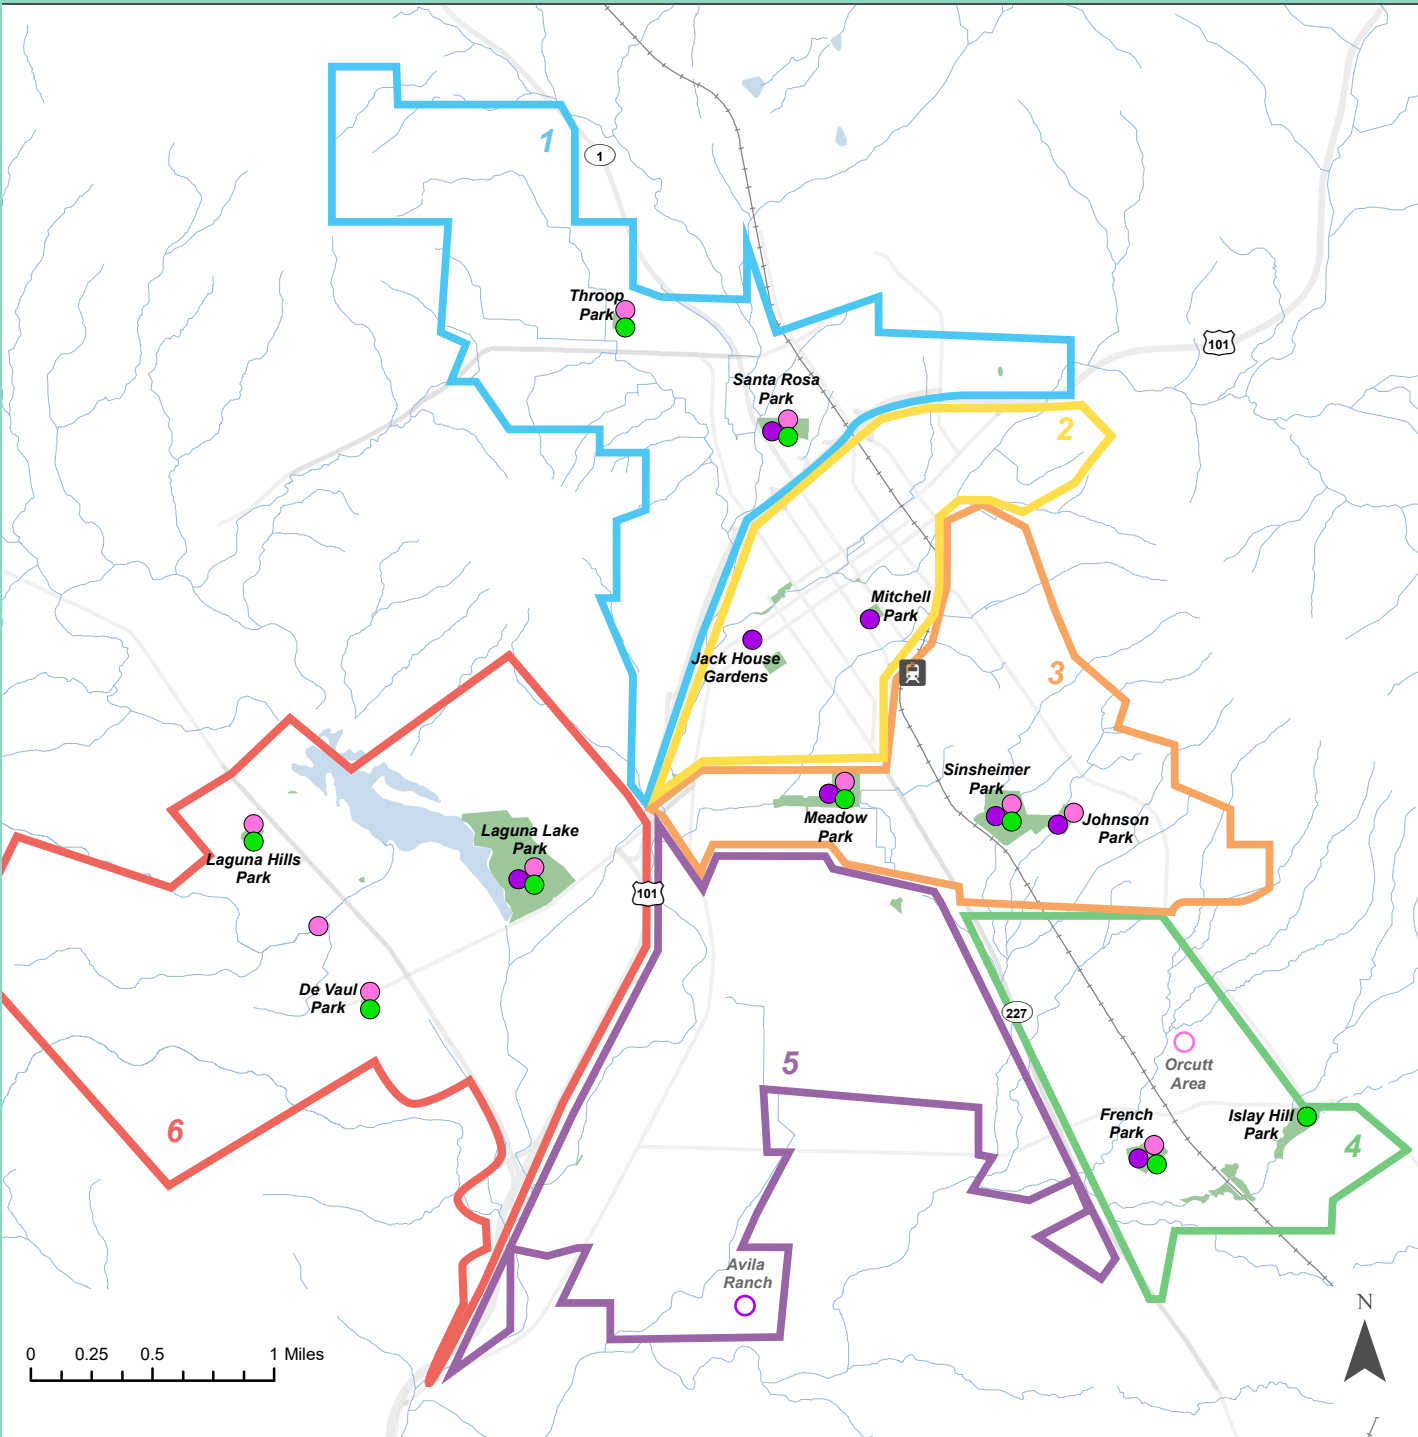 1
1
Throop
Park
101
Santa Rosa
Park
2
Mitchell
Park
Jack House
Gardens
3
Sinsheimer
Park
Meadow
Park
Johnson
Park
Laguna Lake
Park
Laguna Hills
Park
101
De Vaul
Park
227
5
Orcutt
Area
French
Park
Islay Hill
Park
4
6
Avila
Ranch
N
0 0.25 0.5 1 Miles